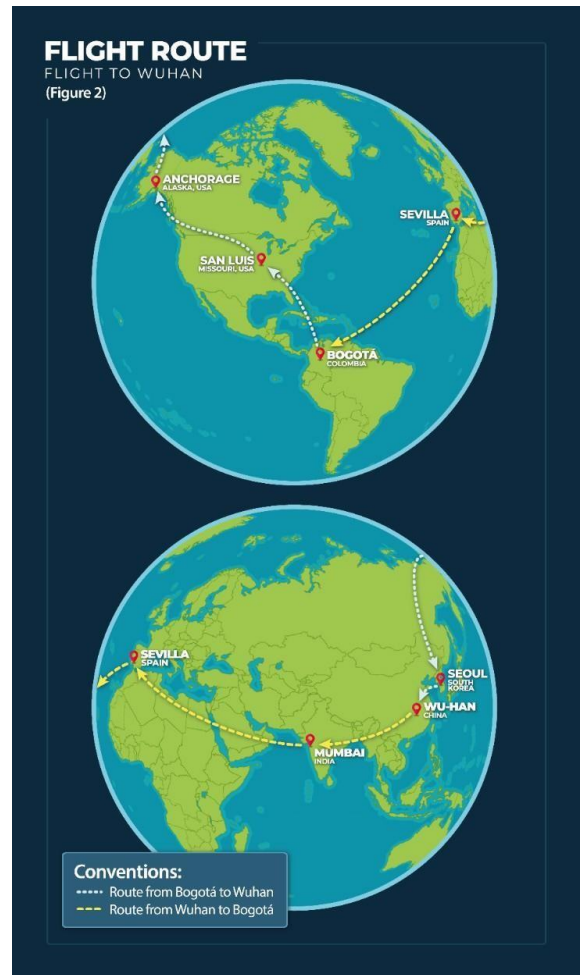 FLIGHT ROUTE
FLIGHT TO WUHAN
(Figure 2)
ANCHORAGE
ALASKA, USA
SEVILLA
SPAIN
SAN LUIS
MISSOURI, USA
BOGOTÁ
COLOMBIA
SEVILLA
SPAIN
SEOUL
SOUTH
KOREA
WU-HAN
CHINA
MUMBAI
INDIA
Conventions:
Route from Bogotá to Wuhan
Route from Wuhan to Bogotá